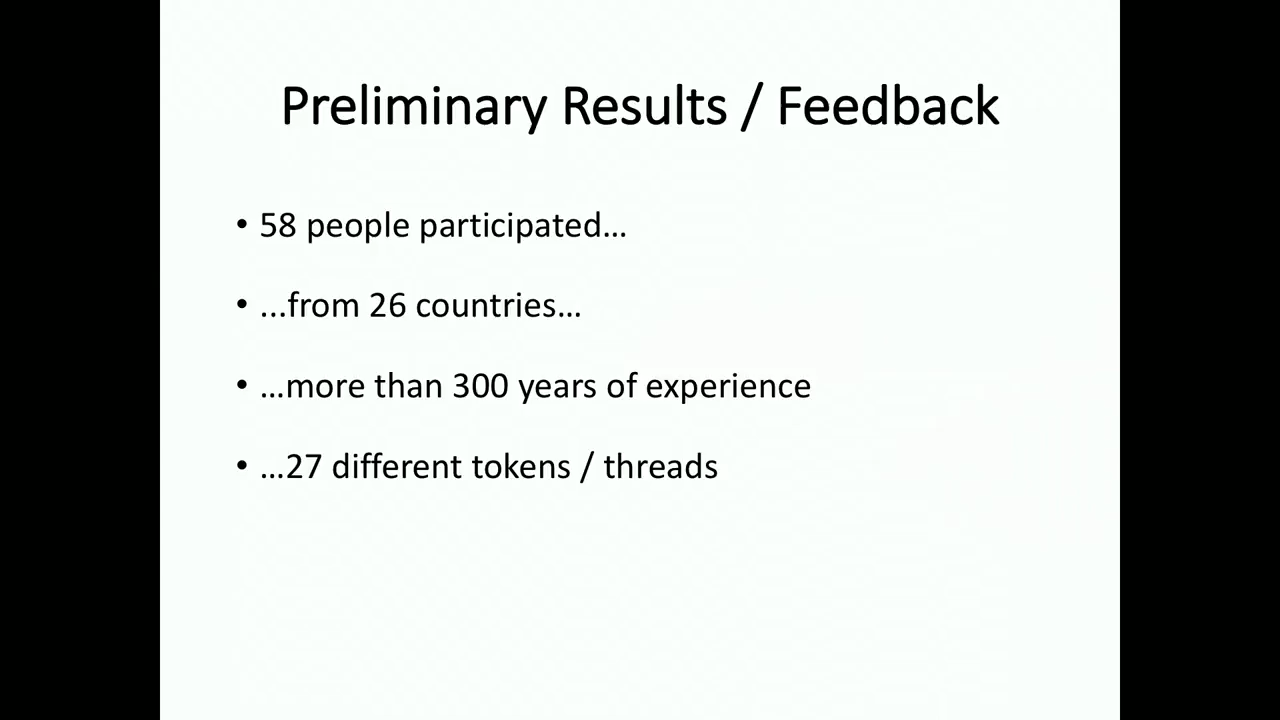 Preliminary Results / Feedback
• 58 people participated…
• ...from 26 countries…
• …more than 300 years of experience
• …27 different tokens / threads